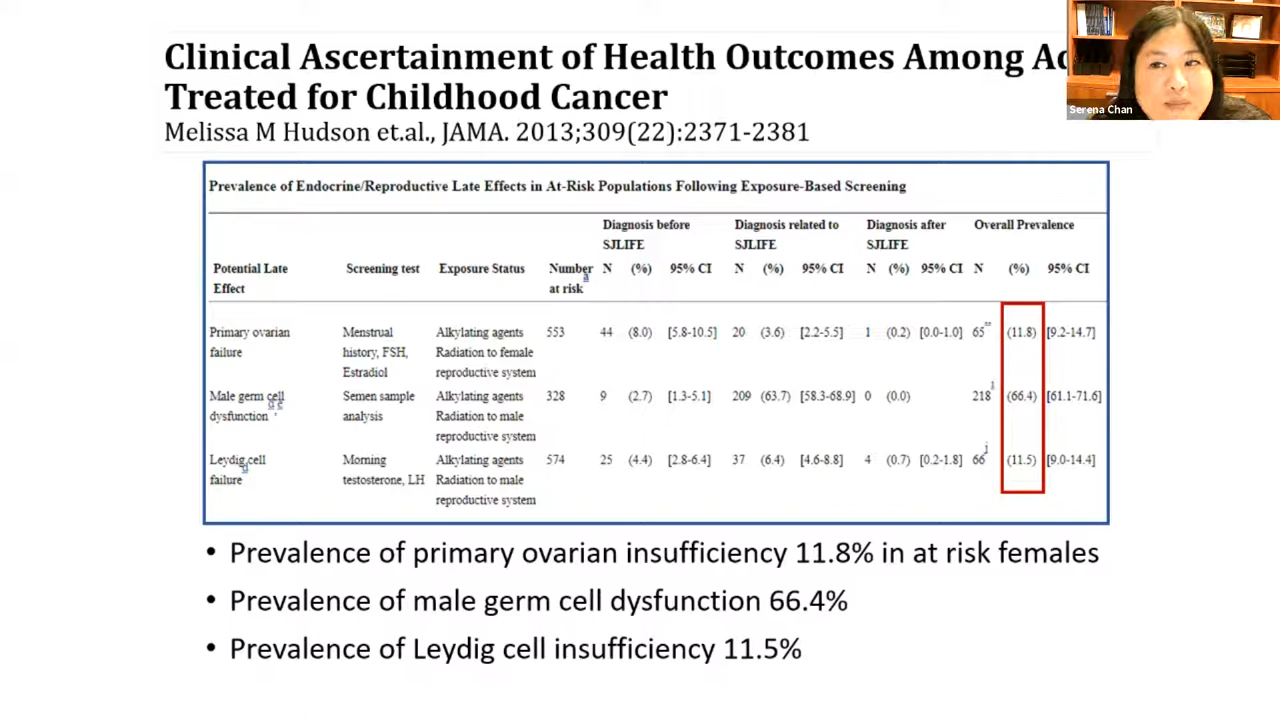 Clinical Ascertainment of Health Outcomes Among
Treated for Childhood Cancer
Melissa M Hudson et.al., JAMA. 2013;309(22):2371-2381
Serena Chan
Prevalence of Endocrine/Reproductive Late Effects in At-Risk Populations Following Exposure-Based Screening
Diagnosis before Diagnosis related to Diagnosis after Overall Prevalence
SJLIFE SJLIFE SJLIFE
Potential Late Screening test Exposure Status Number N (%) 95% CI N (%) 95% CI N (%) 95% CI N (%) 95% CI
Effect at risk
Primary ovarian Menstrual Alkylating agents 553 44 (8.0) [5.8-10.5] 20 (3.6) [2.2-5.5] 1 (0.2) [0.0-1.0] 65 (11.8) [9.2-14.7]
failure history, FSH, Radiation to female
Estradiol reproductive system
Male germ cell Semen sample Alkylating agents 328 9 (2.7) [1.3-5.1] 209 (63.7) [58.3-68.9] 0 (0.0) 218 (66.4) [61.1-71.6]
dysfunction analysis Radiation to male
reproductive system
Leydig cell Morning Alkylating agents 574 25 (4.4) [2.8-6.4] 37 (6.4) [4.6-8.8] 4 (0.7) [0.2-1.8] 66 (11.5) [9.0-14.4]
failure testosterone, LH Radiation to male
reproductive system
• Prevalence of primary ovarian insufficiency 11.8% in at risk females
• Prevalence of male germ cell dysfunction 66.4%
• Prevalence of Leydig cell insufficiency 11.5%